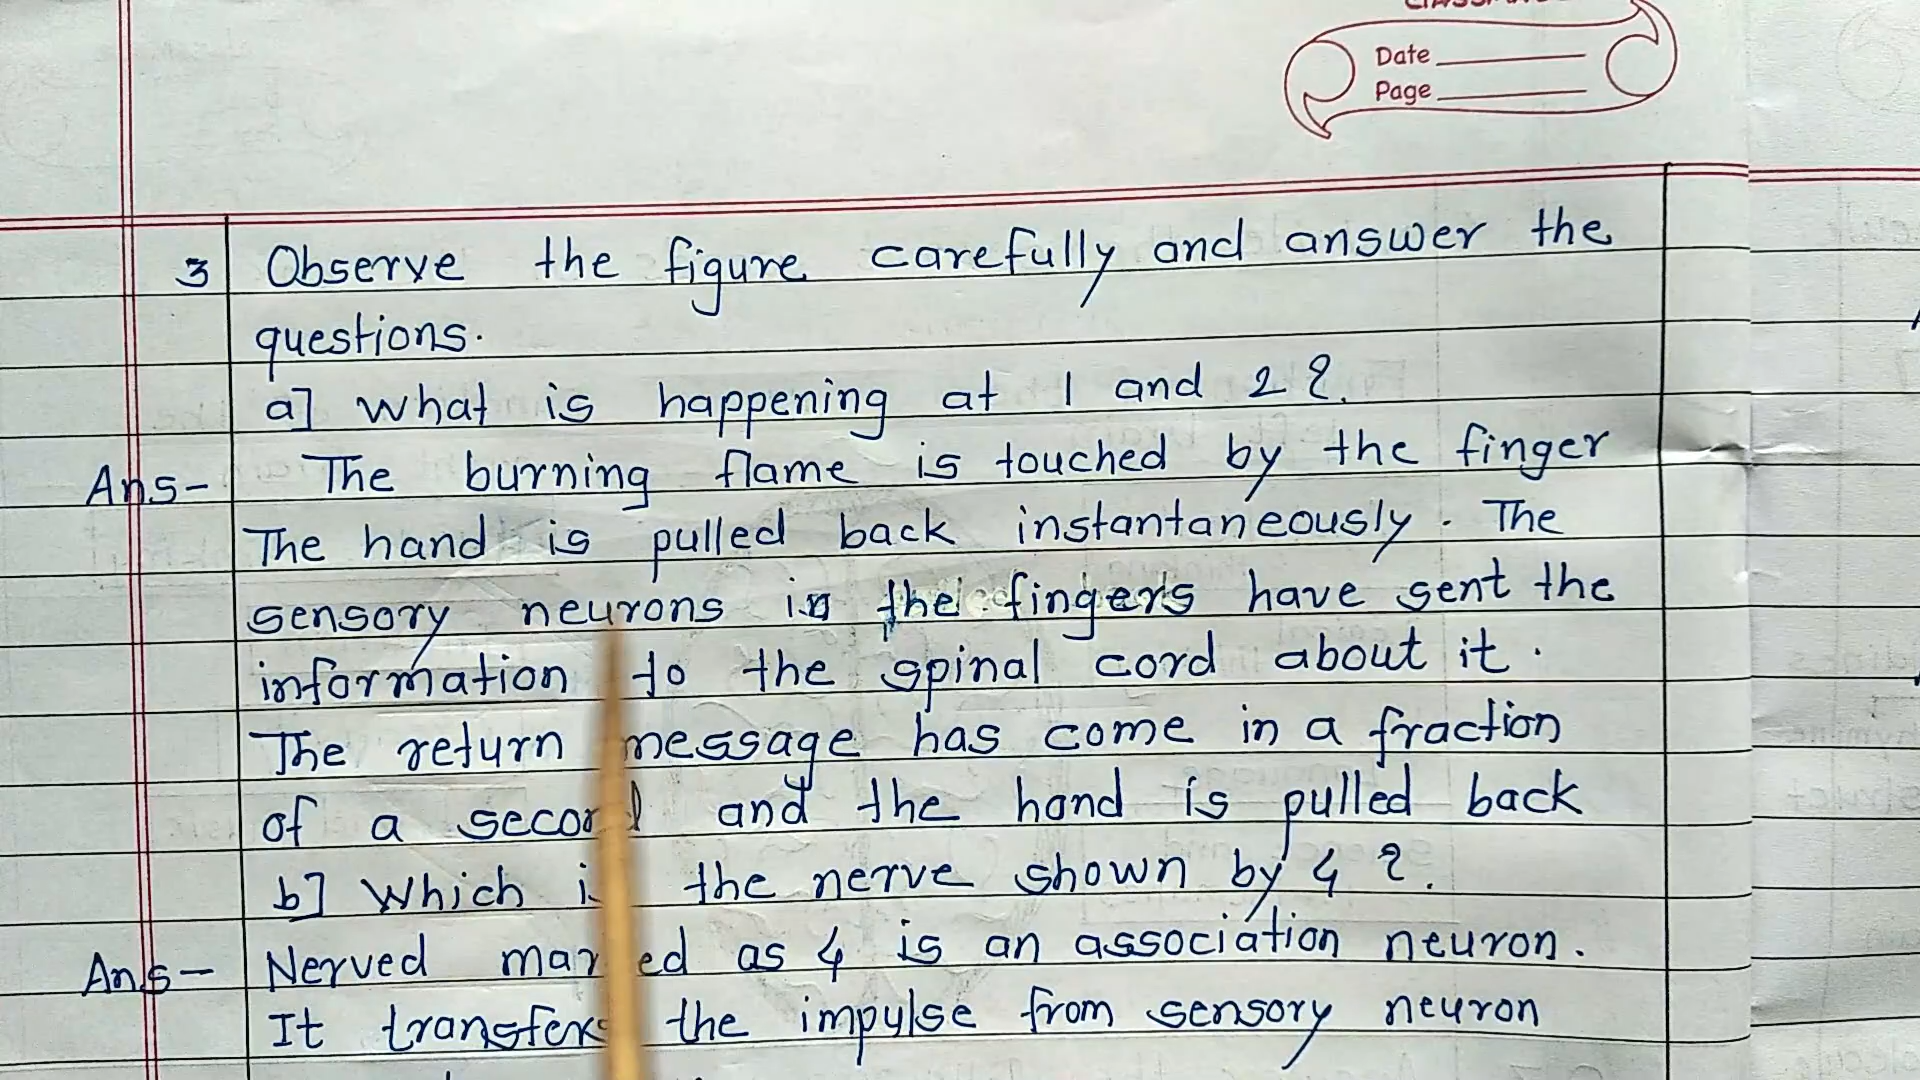 Date
Page
3 Observe the figure carefully and answer the
questions.
a] What is happening at 1 and 2?.
Ans- The burning flame is touched by the finger
The hand is pulled back instantaneously. The
sensory neurons in the fingers have sent the
information to the spinal cord about it.
The return message has come in a fraction
of a second and the hand is pulled back
b] Which is the nerve shown by 4?.
Ans- Nerved marked as 4 is an association neuron.
It transfers the impulse from sensory neuron